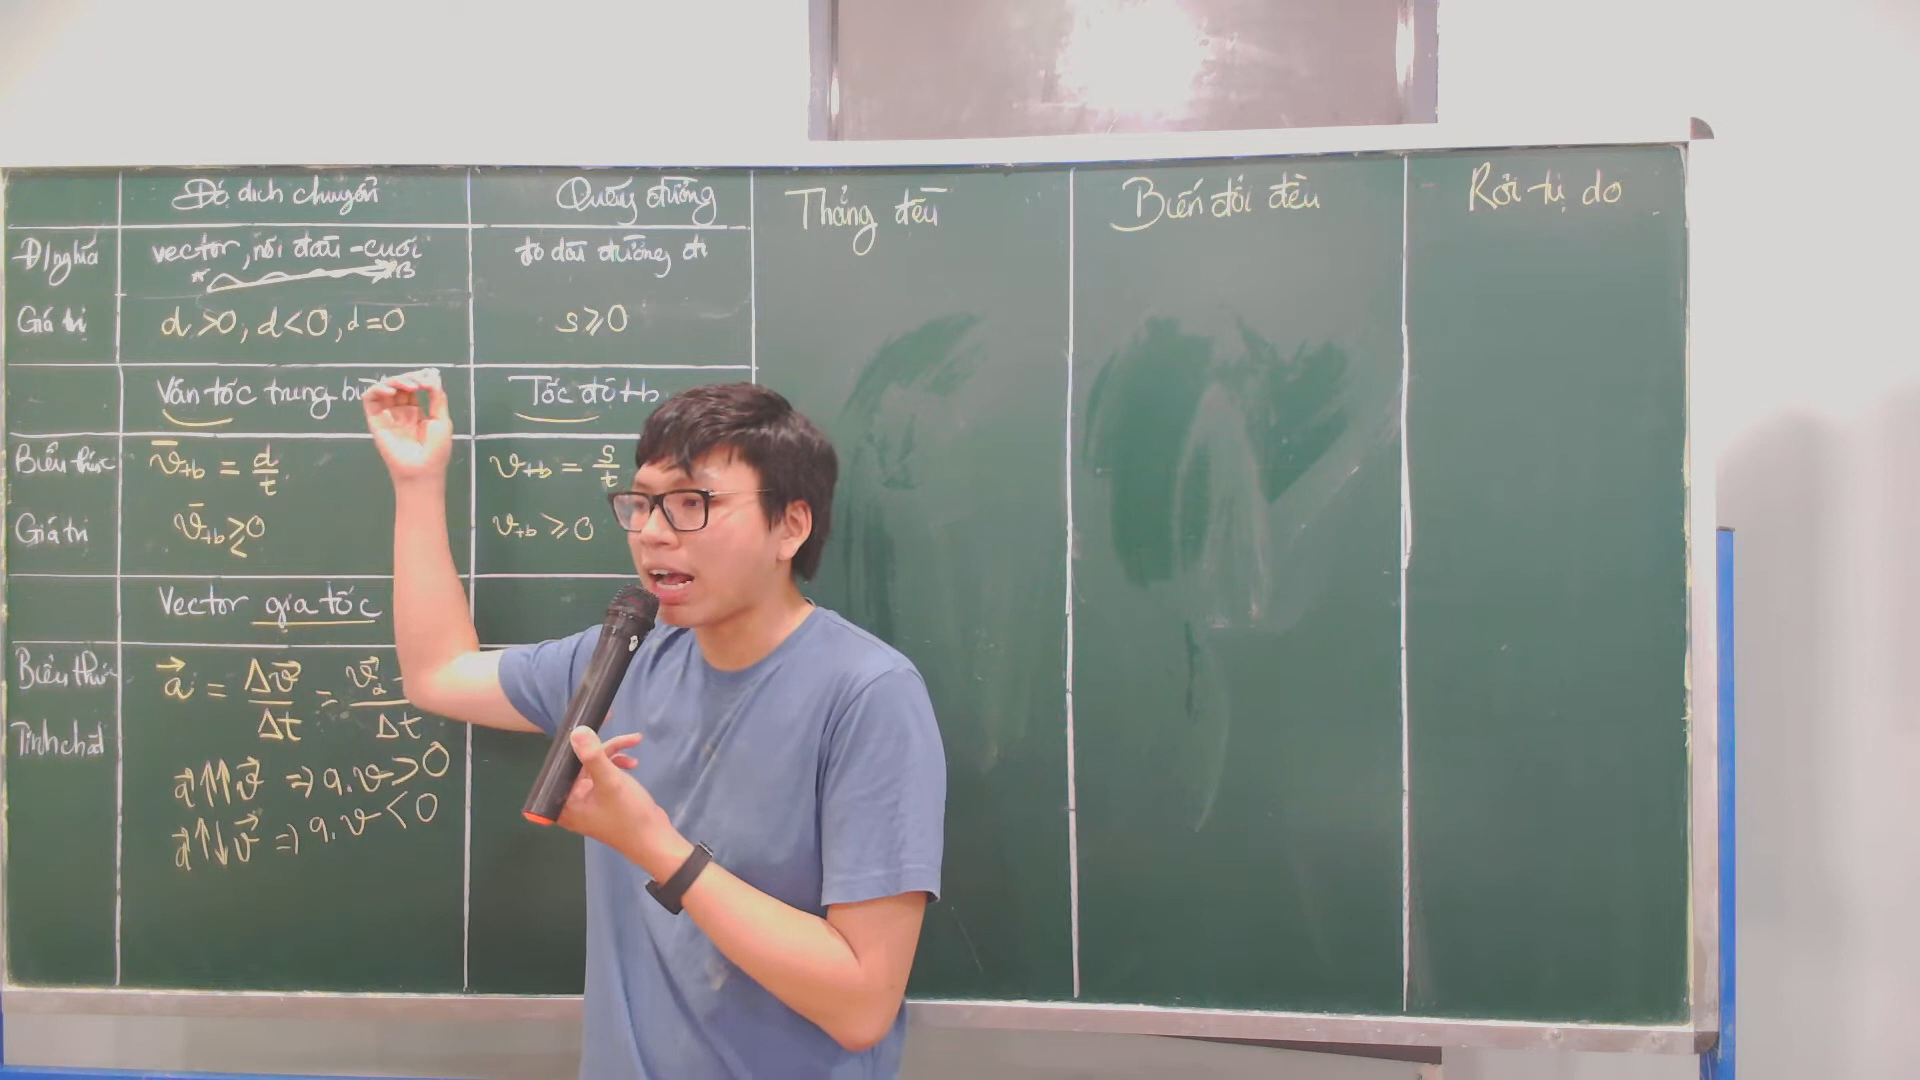 Độ dịch chuyển
Quãng đường
Thẳng đều
Biến đổi đều
Rơi tự do
Đ/nghĩa
vector, nối đầu - cuối
độ dài đường đi
A B
Giá trị
d > 0, d < 0, d = 0
s ⩾ 0
Vận tốc trung
Tốc độ tb
Biểu thức
v̄tb = d/t
vtb = s/t
Giá trị
v̄tb ⪌ 0
vtb ⩾ 0
Vector gia tốc
Biểu thức
a⃗ = Δv⃗/Δt = v⃗₂ - /Δt
Tính chất
a⃗ ↑↑ v⃗ => a.v > 0
a⃗ ↑↓ v⃗ => a.v < 0